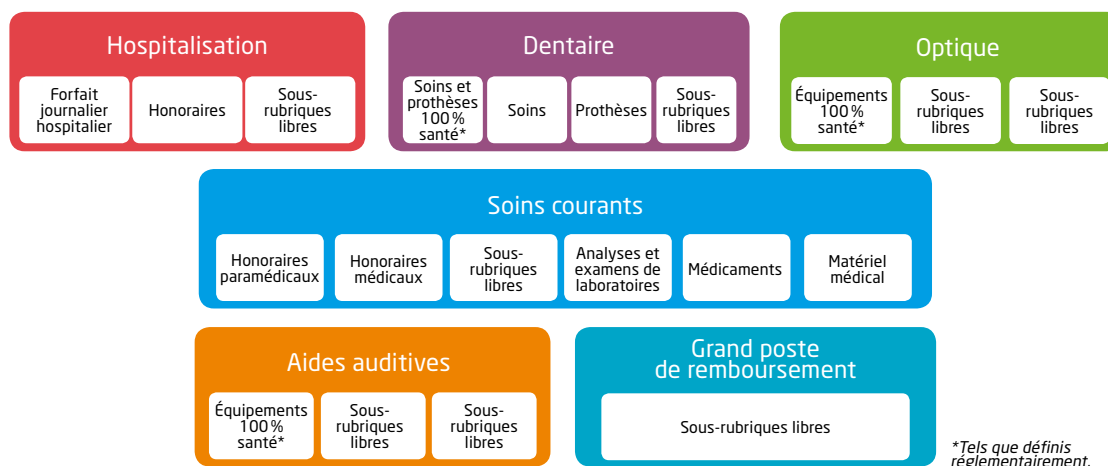 Hospitalisation
Forfait
journalier
hospitalier
Honoraires
Sous-
rubriques
libres
Dentaire
Soins et
prothèses
100 %
santé*
Soins
Prothèses
Sous-
rubriques
libres
Optique
Équipements
100 %
santé*
Sous-
rubriques
libres
Sous-
rubriques
libres
Soins courants
Honoraires
paramédicaux
Honoraires
médicaux
Sous-
rubriques
libres
Analyses et
examens de
laboratoires
Médicaments
Matériel
médical
Aides auditives
Équipements
100 %
santé*
Sous-
rubriques
libres
Sous-
rubriques
libres
Grand poste
de remboursement
Sous-rubriques libres
*Tels que définis
réglementairement.